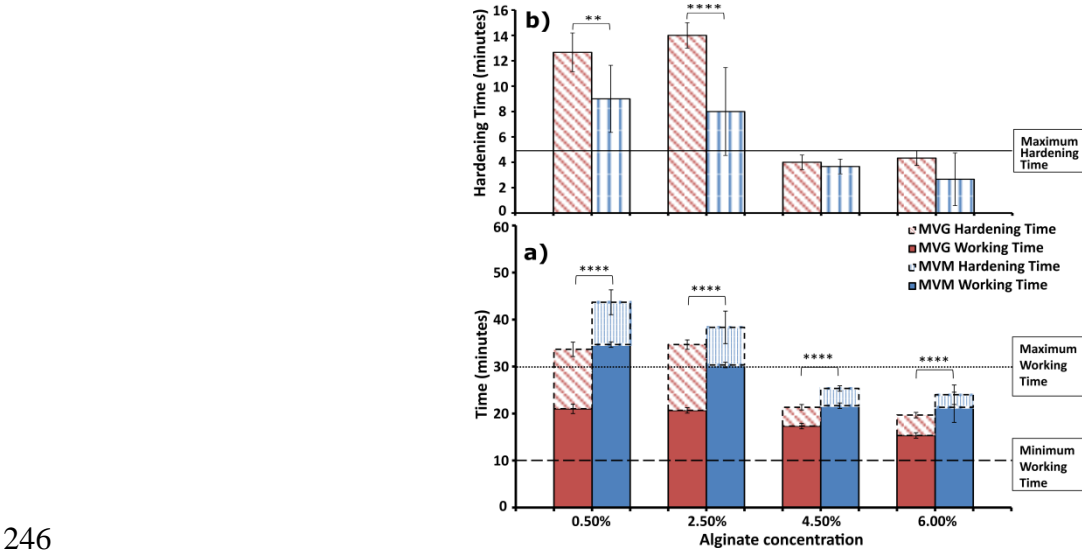 b)
Hardening Time (minutes)
16
14
12
10
8
6
4
2
0
**
****
Maximum
Hardening
Time
a)
Time (minutes)
60
50
40
30
20
10
0
****
****
****
****
MVG Hardening Time
MVG Working Time
MVM Hardening Time
MVM Working Time
Maximum
Working
Time
Minimum
Working
Time
0.50%
2.50%
4.50%
6.00%
Alginate concentration
246